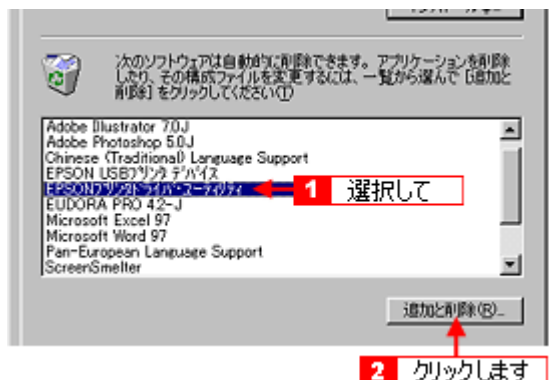 次のソフトウェアは自動的に削除できます。アプリケーションを削除
したり、その構成ファイルを変更するには、一覧から選んで [追加と
削除] をクリックしてください(T)
Adobe Illustrator 7.0J
Adobe Photoshop 5.0J
Chinese (Traditional) Language Support
EPSON USBプリンタ デバイス
EPSONプリンタドライバ・ユーティリティ
1 選択して
EUDORA PRO 4.2-J
Microsoft Excel 97
Microsoft Word 97
Pan-European Language Support
ScreenSmelter
追加と削除(R)...
2 クリックします